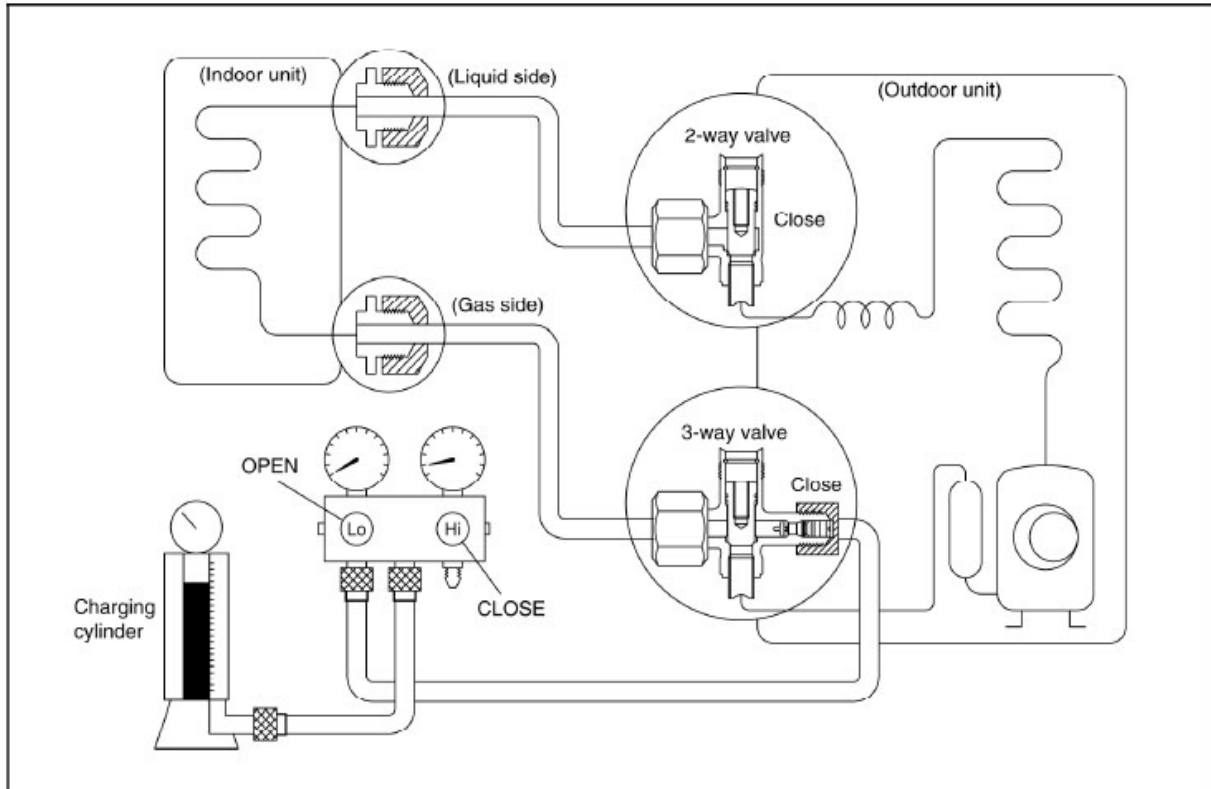 (Indoor unit)
(Liquid side)
(Outdoor unit)
2-way valve
Close
(Gas side)
3-way valve
Close
OPEN
Lo
Hi
CLOSE
Charging
cylinder